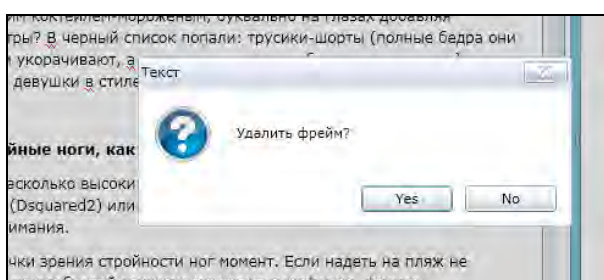 им коктейлем-мороженым, буквально на глазах добавляя
тры? В черный список попали: трусики-шорты (полные бедра они
укорачивают, а
девушки в стиле
Текст
Удалить фрейм?
йные ноги, как
есколько высоки
Yes No
(Dsquared2) или
имания.
чки зрения стройности ног момент. Если надеть на пляж не